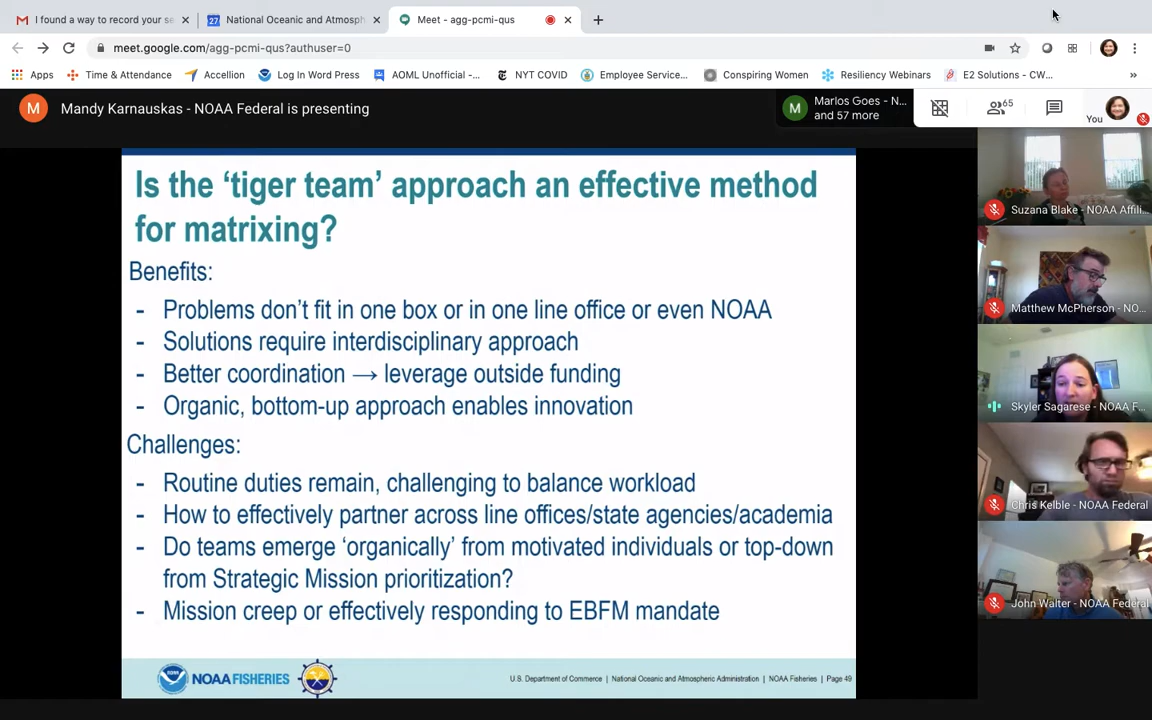 I found a way to record your se
27 National Oceanic and Atmosph
Meet - agg-pcmi-qus
meet.google.com/agg-pcmi-qus?authuser=0
Apps Time & Attendance Accellion Log In Word Press AOML Unofficial -... NYT COVID Employee Service... Conspiring Women Resiliency Webinars E2 Solutions - CW... »
M Mandy Karnauskas - NOAA Federal is presenting
M Marlos Goes - N...
and 57 more
65
You
Is the ‘tiger team’ approach an effective method
for matrixing?
Benefits:
- Problems don’t fit in one box or in one line office or even NOAA
- Solutions require interdisciplinary approach
- Better coordination → leverage outside funding
- Organic, bottom-up approach enables innovation
Challenges:
- Routine duties remain, challenging to balance workload
- How to effectively partner across line offices/state agencies/academia
- Do teams emerge ‘organically’ from motivated individuals or top-down
from Strategic Mission prioritization?
- Mission creep or effectively responding to EBFM mandate
NOAA FISHERIES
U.S. Department of Commerce | National Oceanic and Atmospheric Administration | NOAA Fisheries | Page 49
Suzana Blake - NOAA Affili...
Matthew McPherson - NO...
Skyler Sagarese - NOAA F...
Chris Kelble - NOAA Federal
John Walter - NOAA Federal